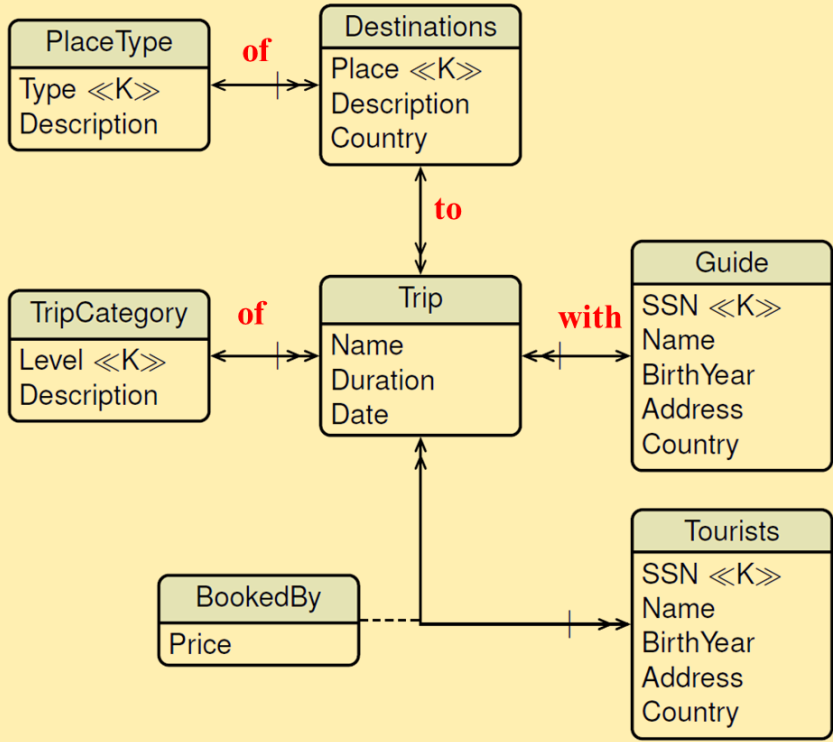 PlaceType
Type ≪K≫
Description
of
Destinations
Place ≪K≫
Description
Country
to
TripCategory
Level ≪K≫
Description
of
Trip
Name
Duration
Date
with
Guide
SSN ≪K≫
Name
BirthYear
Address
Country
BookedBy
Price
Tourists
SSN ≪K≫
Name
BirthYear
Address
Country